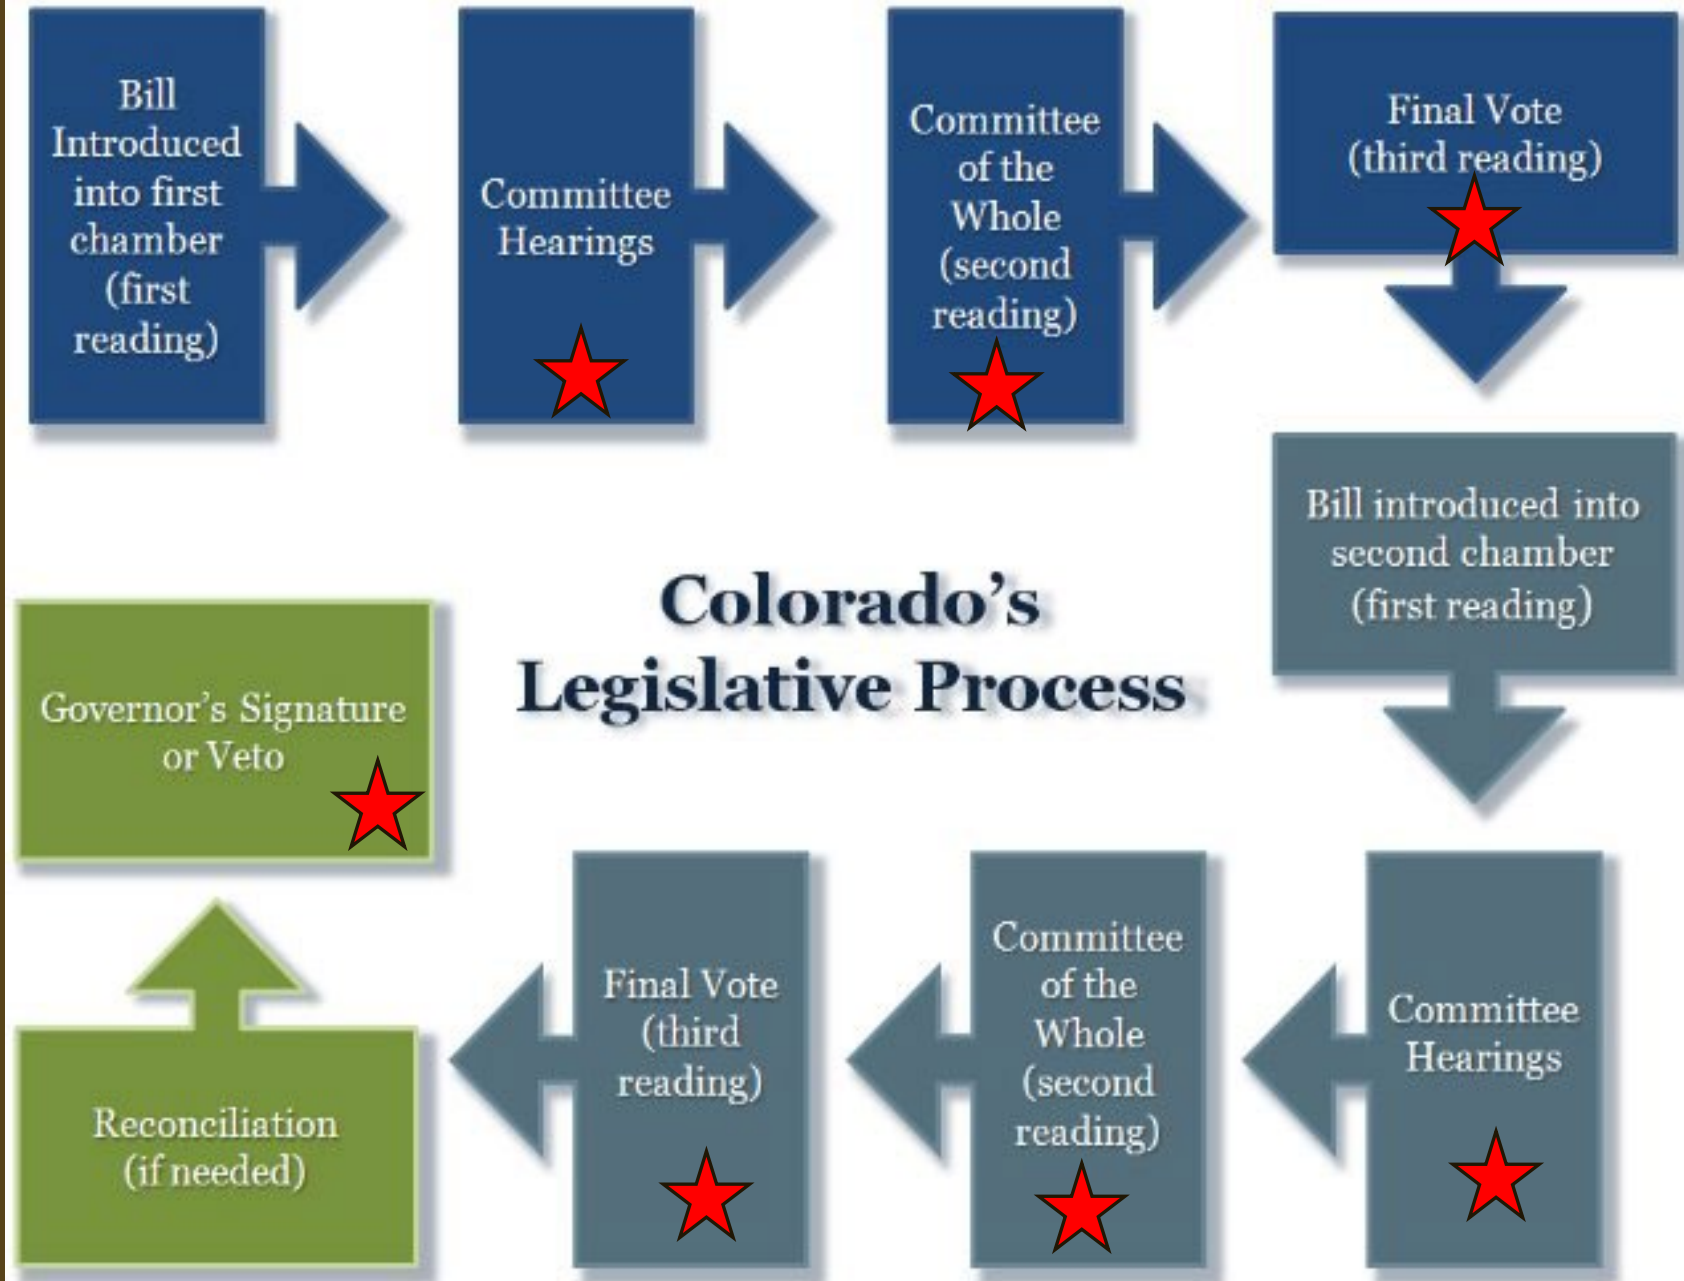 Bill
Introduced
into first
chamber
(first
reading)
Committee
Hearings
Committee
of the
Whole
(second
reading)
Final Vote
(third reading)
Bill introduced into
second chamber
(first reading)
Committee
Hearings
Committee
of the
Whole
(second
reading)
Final Vote
(third
reading)
Reconciliation
(if needed)
Governor’s Signature
or Veto
Colorado’s
Legislative Process